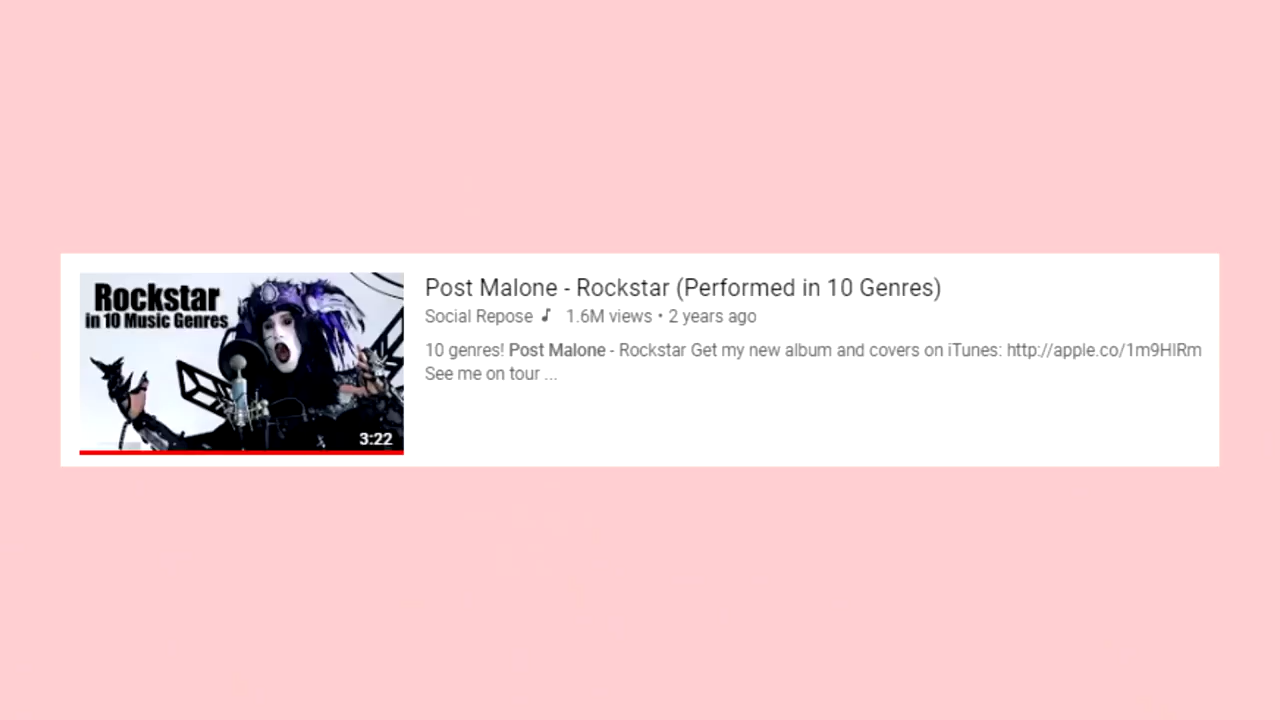 Rockstar
in 10 Music Genres
3:22
Post Malone - Rockstar (Performed in 10 Genres)
Social Repose 1.6M views • 2 years ago
10 genres! Post Malone - Rockstar Get my new album and covers on iTunes: http://apple.co/1m9HIRm
See me on tour ...